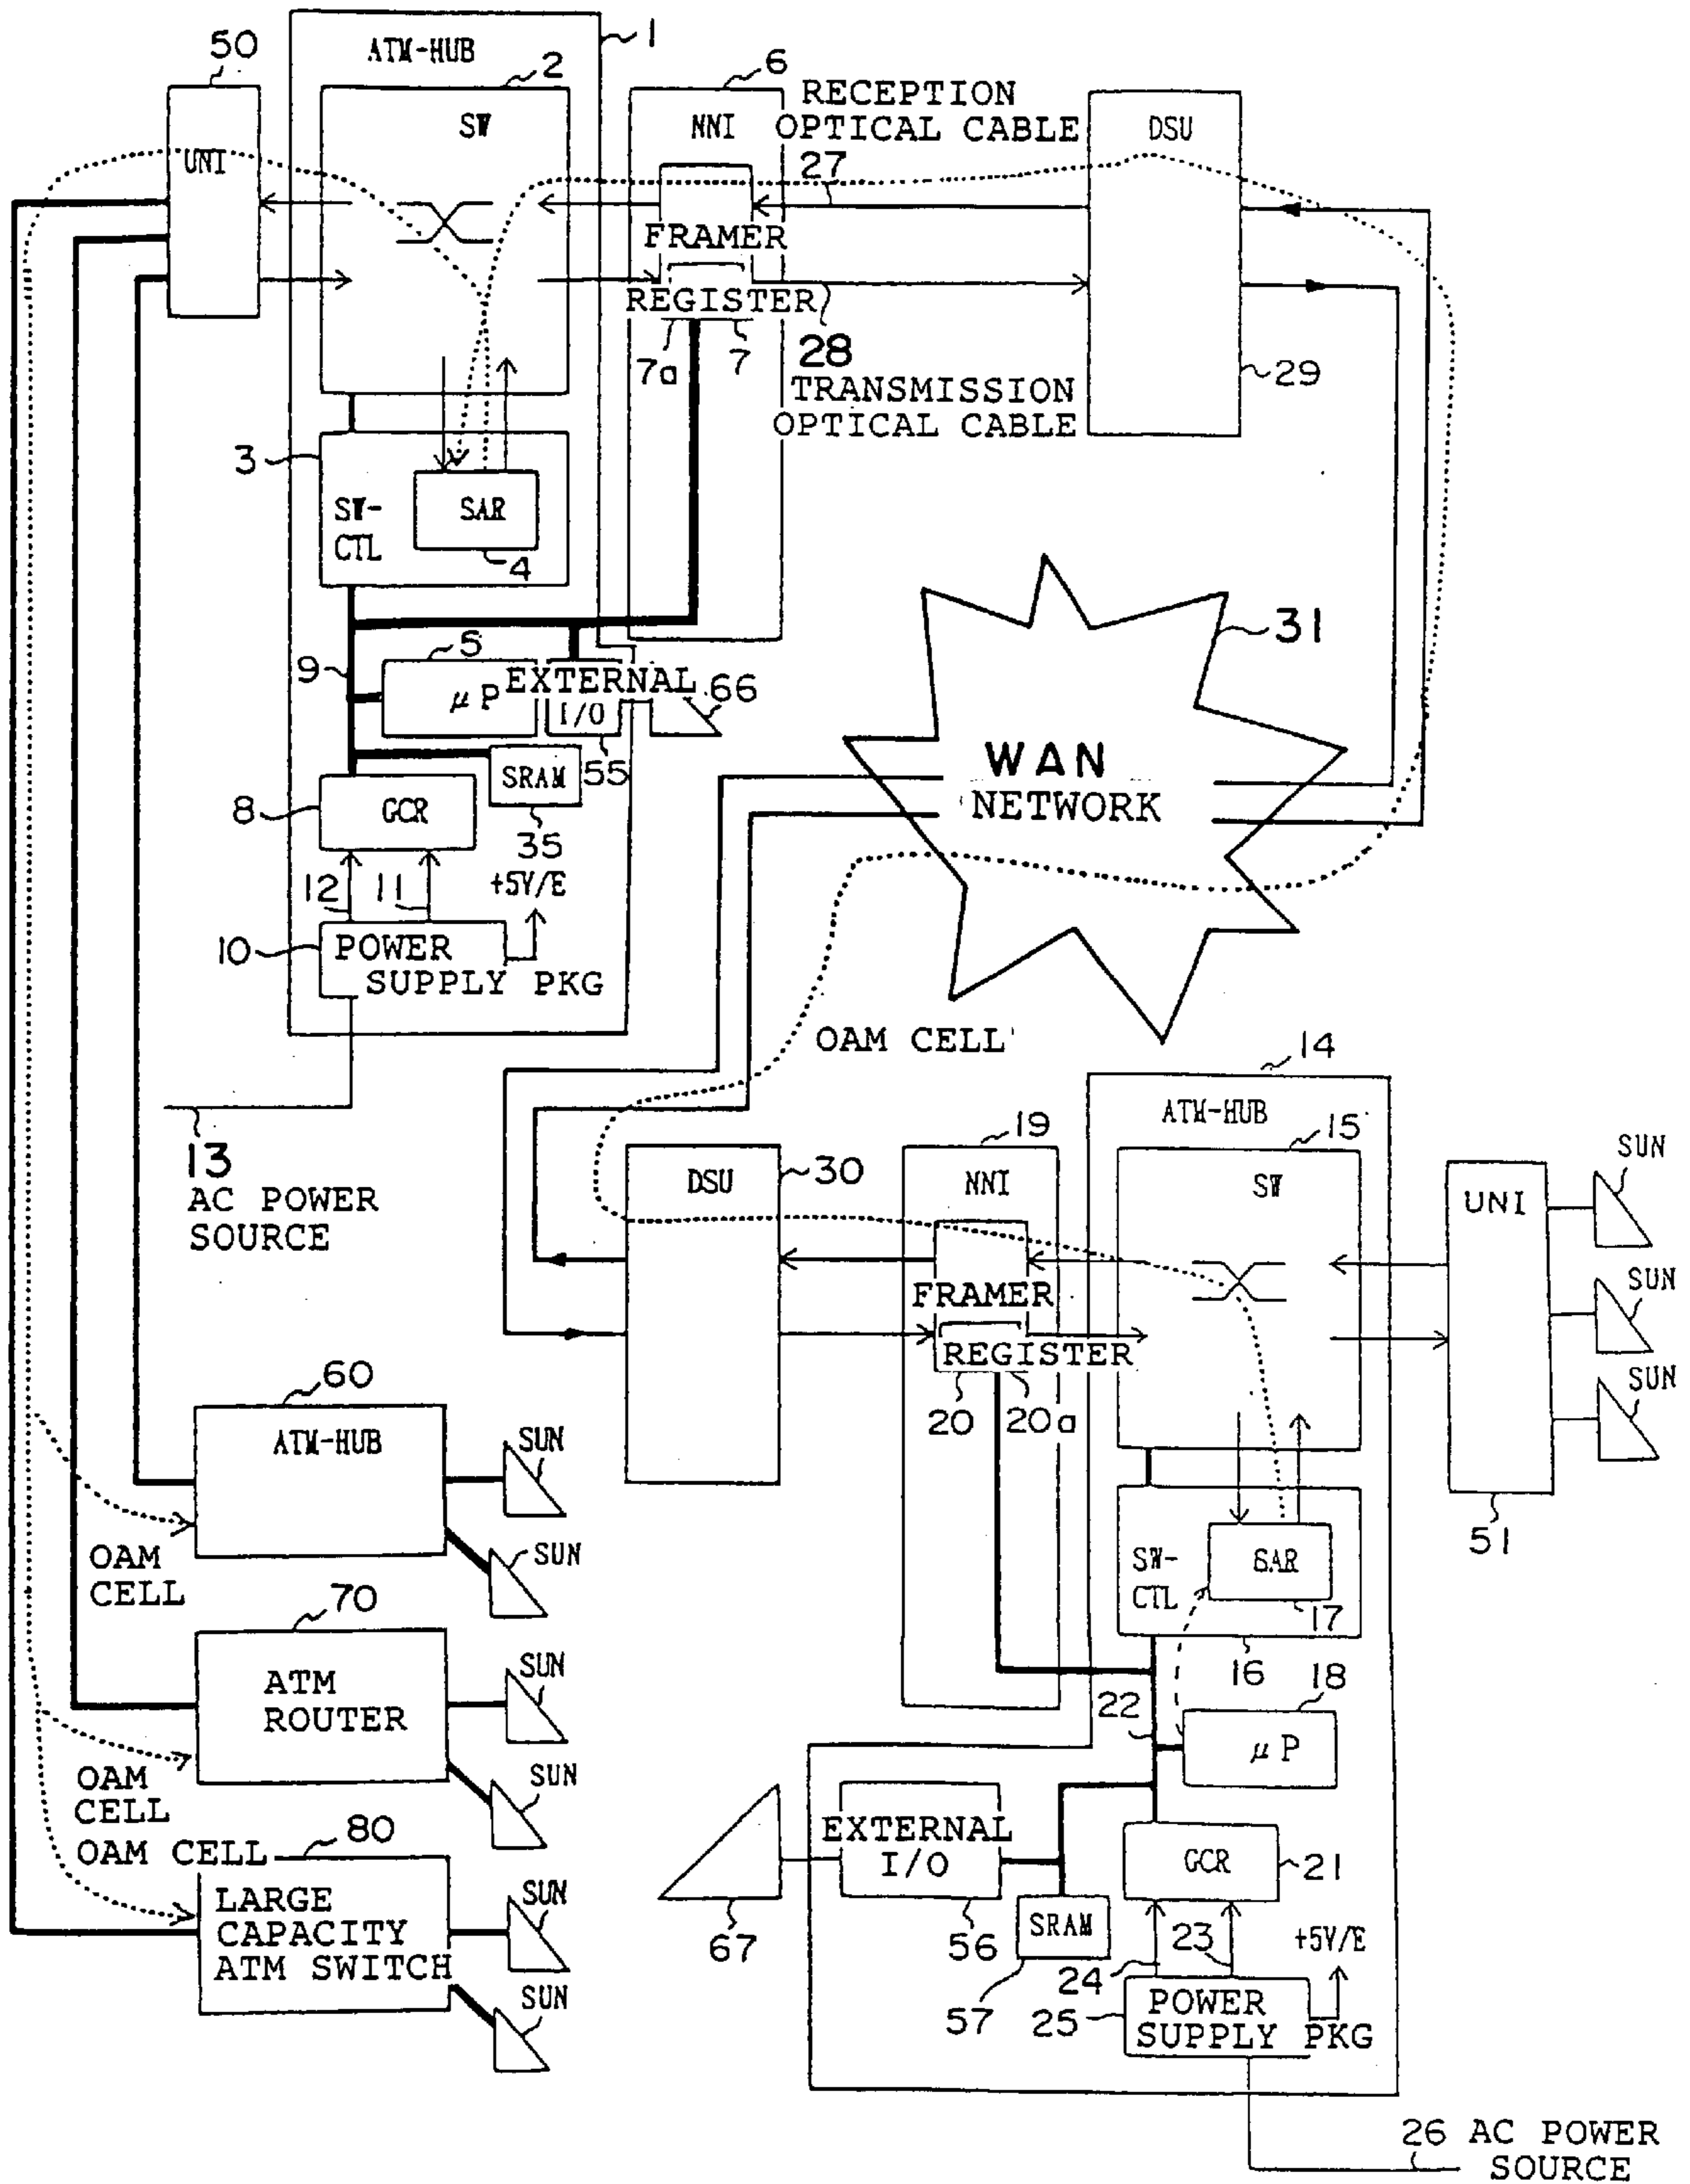 50
ATM-HUB
1
2
6
RECEPTION
OPTICAL CABLE
UNI
SW
NNI
27
DSU
FRAMER
REGISTER
7a
7
28
TRANSMISSION
OPTICAL CABLE
29
3
SW-
CTL
SAR
4
31
9
5
μP
EXTERNAL
I/O
66
55
WAN
NETWORK
SRAM
35
8
GCR
12
11
+5V/E
10
POWER
SUPPLY PKG
OAM CELL
13
AC POWER
SOURCE
14
ATM-HUB
19
15
30
DSU
NNI
SW
UNI
SUN
SUN
SUN
FRAMER
REGISTER
20
20a
51
60
ATM-HUB
SUN
SUN
OAM
CELL
SW-
CTL
SAR
17
16
18
22
μP
70
ATM
ROUTER
SUN
SUN
OAM
CELL
OAM CELL
80
LARGE
CAPACITY
ATM SWITCH
SUN
SUN
EXTERNAL
I/O
67
56
SRAM
57
GCR
21
24
23
+5V/E
25
POWER
SUPPLY PKG
26 AC POWER
SOURCE